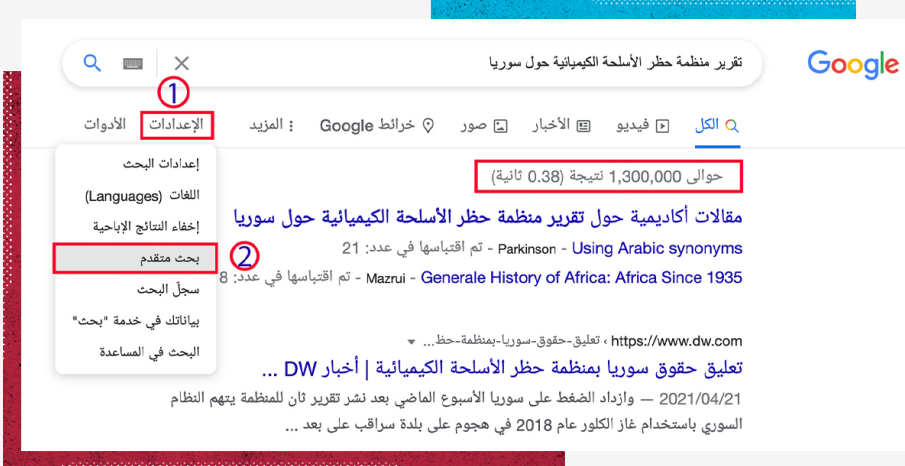 Google
تقرير منظمة حظر الأسلحة الكيميائية حول سوريا
1
الكل فيديو الأخبار صور خرائط Google المزيد الإعدادات الأدوات
إعدادات البحث
اللغات (Languages)
إخفاء النتائج الإباحية
بحث متقدم
2
سجلّ البحث
بياناتك في خدمة "بحث"
البحث في المساعدة
حوالى 1,300,000 نتيجة (0.38 ثانية)
مقالات أكاديمية حول تقرير منظمة حظر الأسلحة الكيميائية حول سوريا
Using Arabic synonyms - Parkinson - تم اقتباسها في عدد: 21
Generale History of Africa: Africa Since 1935 - Mazrui - تم اقتباسها في عدد: 8
https://www.dw.com › تعليق-حقوق-سوريا-بمنظمة-حظ...
تعليق حقوق سوريا بمنظمة حظر الأسلحة الكيميائية | أخبار DW ...
2021/04/21 — وازداد الضغط على سوريا الأسبوع الماضي بعد نشر تقرير ثان للمنظمة يتهم النظام
السوري باستخدام غاز الكلور عام 2018 في هجوم على بلدة سراقب على بعد ...